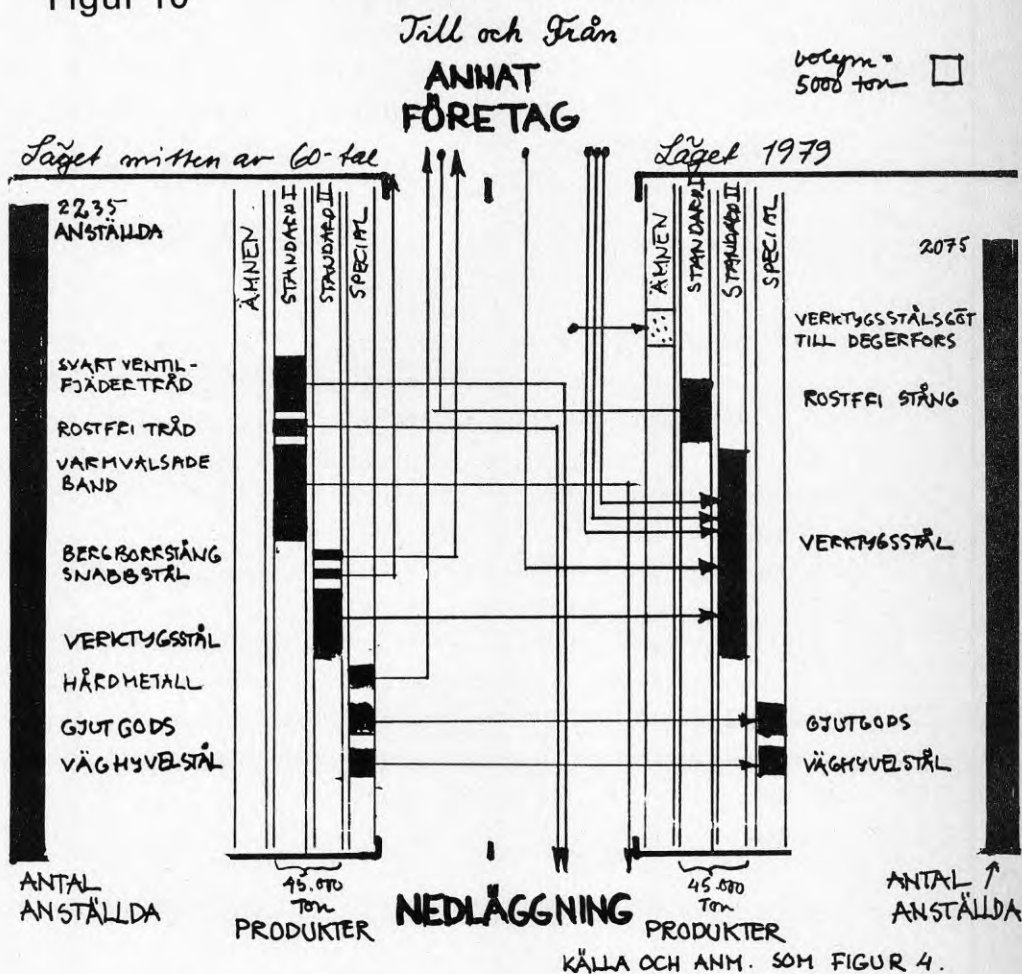 Figur 10
Till och Från
ANNAT
FÖRETAG
volym =
5000 ton
Läget mitten av 60-tal
Läget 1979
2235
ANSTÄLLDA
ÄMNEN
STANDARD I
STANDARD II
SPECIAL
ÄMNEN
STANDARD I
STANDARD II
SPECIAL
2075
SVART VENTIL-
FJÄDERTRÅD
ROSTFRI TRÅD
VARMVALSADE
BAND
BERGBORRSTÅNG
SNABBSTÅL
VERKTYGSSTÅL
HÅRDMETALL
GJUTGODS
VÄGHYVELSTÅL
VERKTYGSSTÅLSGÖT
TILL DEGERFORS
ROSTFRI STÅNG
VERKTYGSSTÅL
GJUTGODS
VÄGHYVELSTÅL
ANTAL
ANSTÄLLDA
45.000
TON
PRODUKTER
NEDLÄGGNING
45.000
TON
PRODUKTER
ANTAL
ANSTÄLLDA
KÄLLA OCH ANM. SOM FIGUR 4.